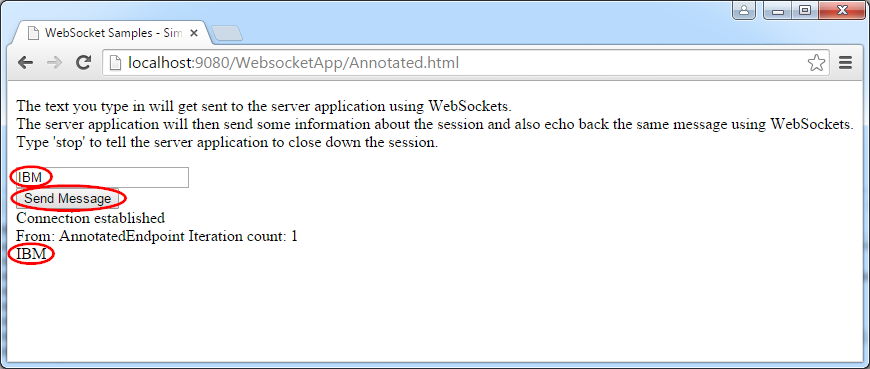 WebSocket Samples - Sim
localhost:9080/WebsocketApp/Annotated.html
The text you type in will get sent to the server application using WebSockets.
The server application will then send some information about the session and also echo back the same message using WebSockets.
Type 'stop' to tell the server application to close down the session.
IBM
Send Message
Connection established
From: AnnotatedEndpoint Iteration count: 1
IBM